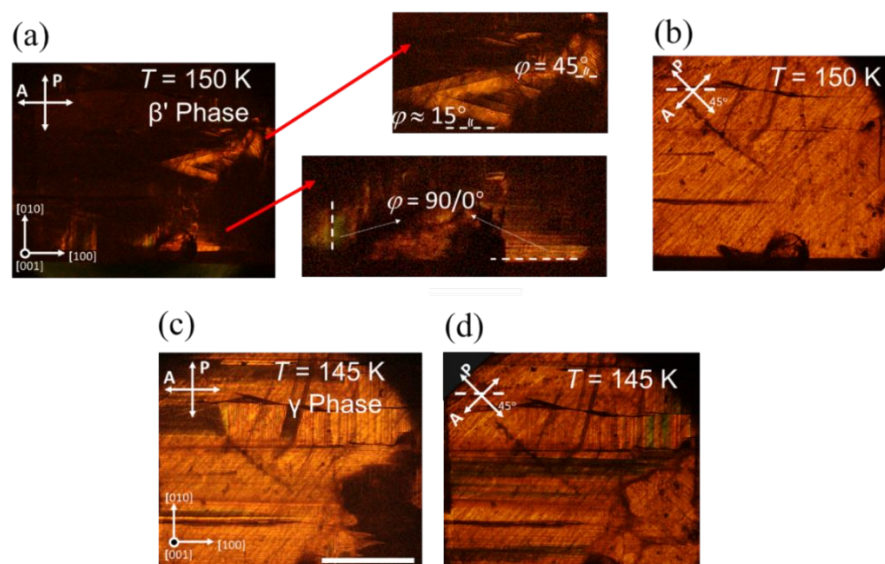 (a)
P
A
T = 150 K
β' Phase
[010]
[001]
[100]
φ = 45°
φ ≈ 15°
φ = 90/0°
(b)
P
A
45°
T = 150 K
(c)
P
A
T = 145 K
γ Phase
[010]
[001]
[100]
(d)
P
A
45°
T = 145 K